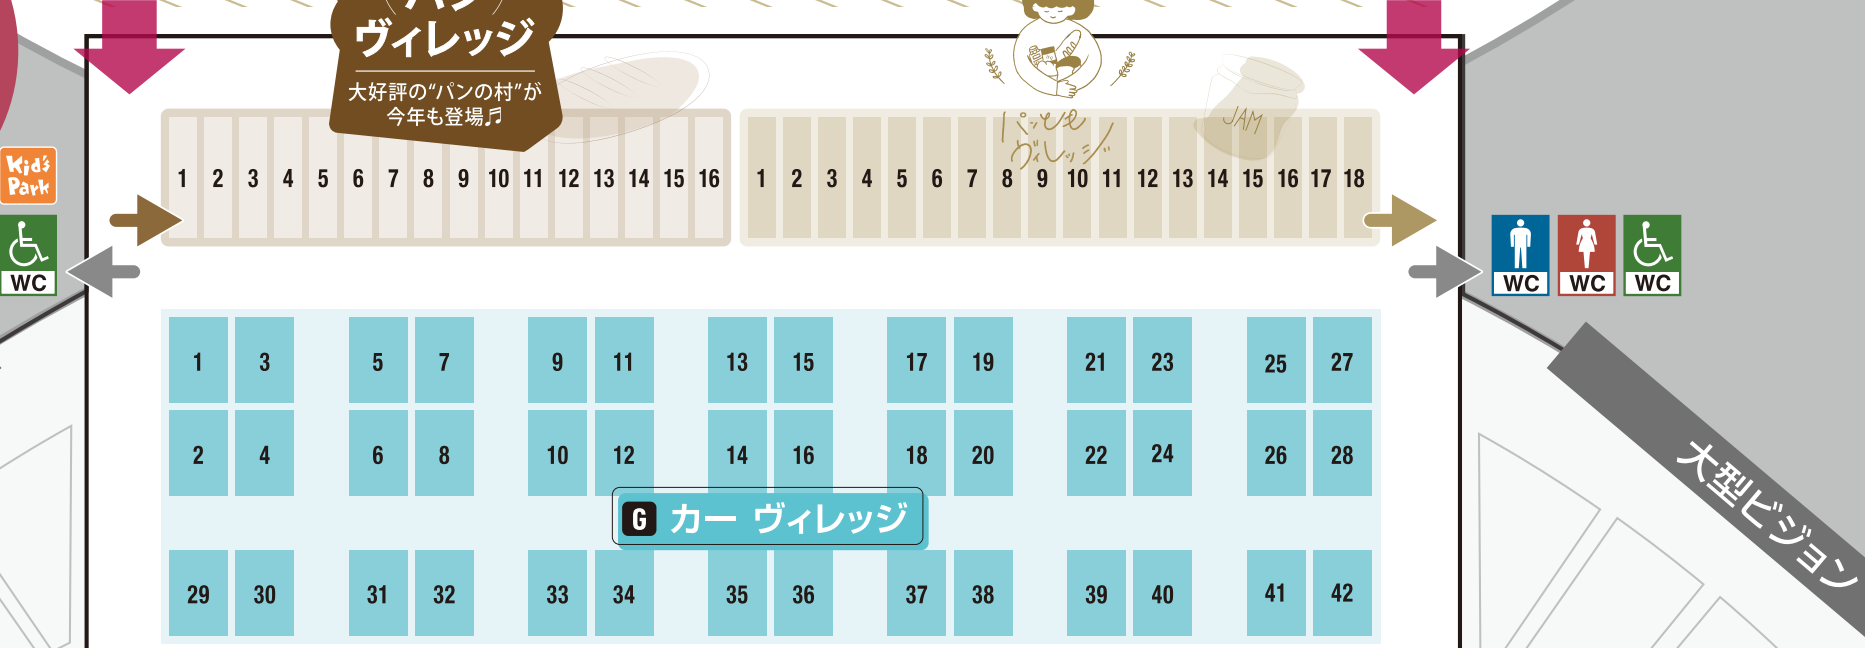 パン
ヴィレッジ
大好評の“パンの村”が
今年も登場♬
パンとエ
ヴィレッジ
JAM
Kid's
Park
1 2 3 4 5 6 7 8 9 10 11 12 13 14 15 16
1 2 3 4 5 6 7 8 9 10 11 12 13 14 15 16 17 18
WC
WC WC WC
1 3 5 7 9 11 13 15 17 19 21 23 25 27
2 4 6 8 10 12 14 16 18 20 22 24 26 28
G カー ヴィレッジ
大型ビジョン
29 30 31 32 33 34 35 36 37 38 39 40 41 42